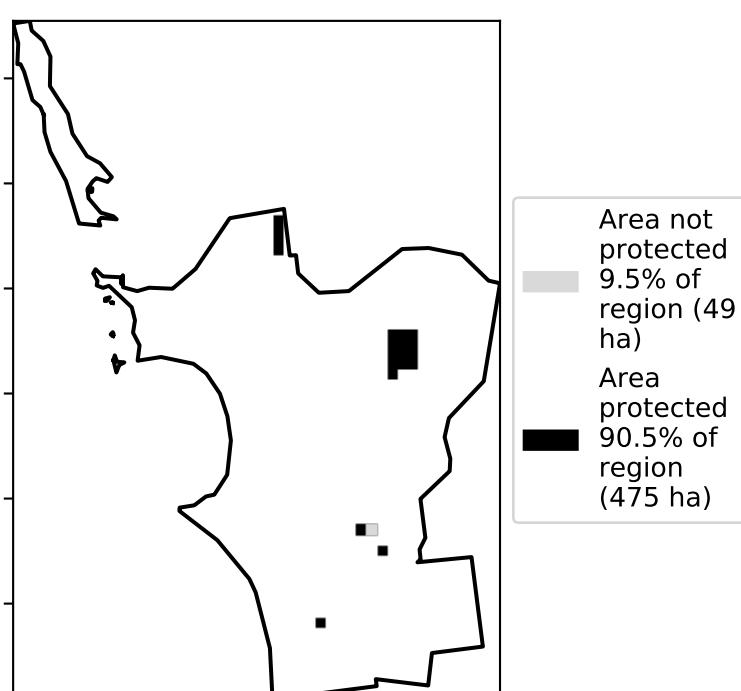 Area not
protected
9.5% of
region (49
ha)
Area
protected
90.5% of
region
(475 ha)